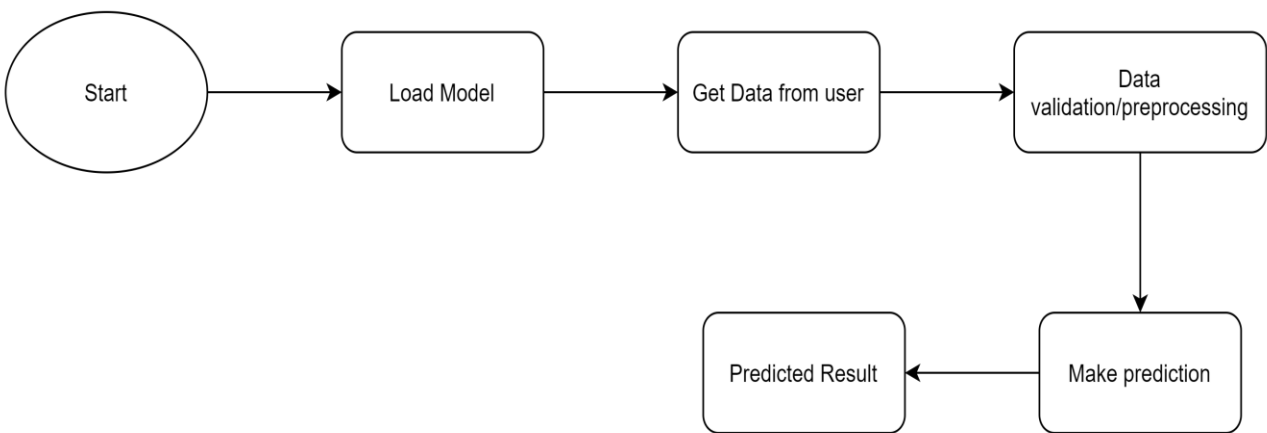 Start
Load Model
Get Data from user
Data
validation/preprocessing
Make prediction
Predicted Result